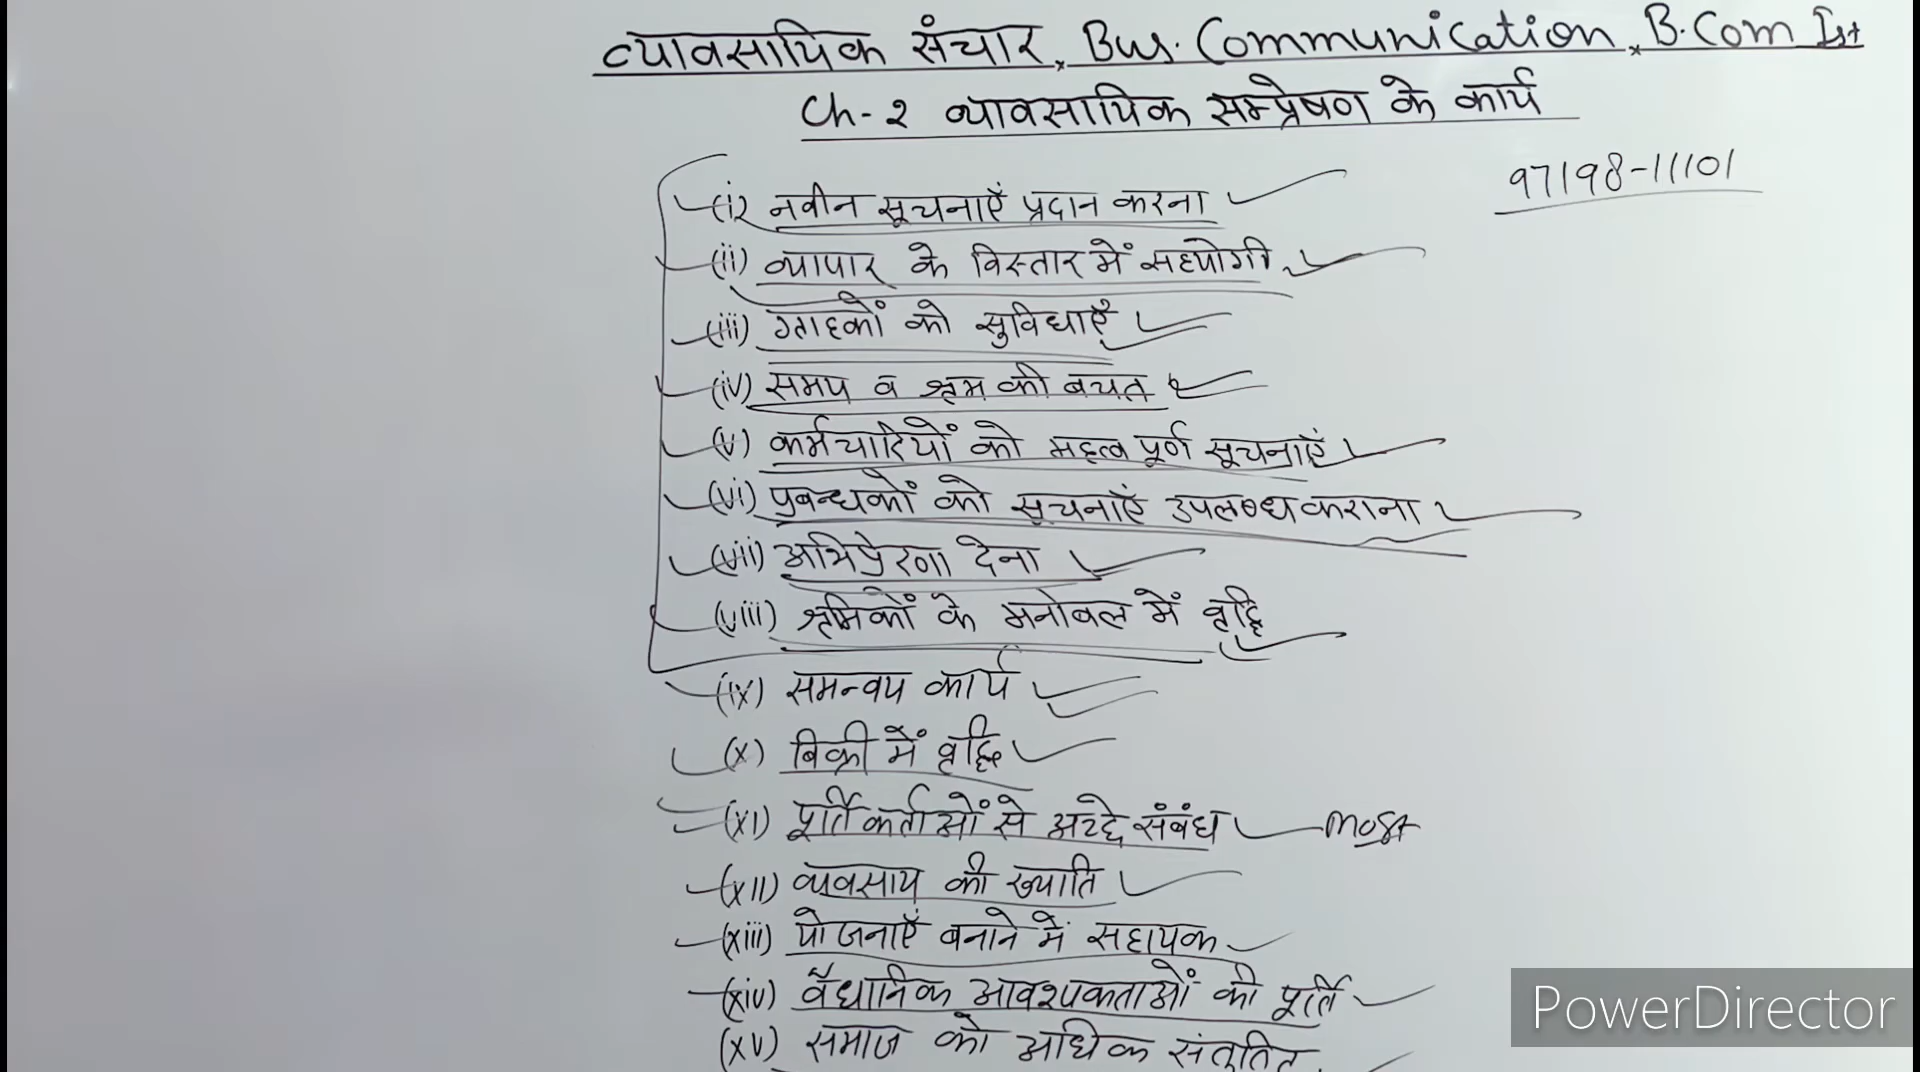 व्यावसायिक संचार, Bus. Communication, B.Com Ist
Ch-2 व्यावसायिक सम्प्रेषण के कार्य
97198-11101
(i) नवीन सूचनाएँ प्रदान करना
(ii) व्यापार के विस्तार में सहयोगी
(iii) ग्राहकों को सुविधाएँ
(iv) समय व श्रम की बचत
(v) कर्मचारियों को महत्वपूर्ण सूचनाएं
(vi) प्रबन्धकों को सूचनाएं उपलब्ध कराना
(vii) अभिप्रेरणा देना
(viii) श्रमिकों के मनोबल में वृद्धि
(ix) समन्वय कार्य
(x) बिक्री में वृद्धि
(xi) पूर्तिकर्ताओं से अच्छे संबंध most
(xii) व्यवसाय की ख्याति
(xiii) योजनाएँ बनाने में सहायक
(xiv) वैधानिक आवश्यकताओं की पूर्ति
(xv) समाज को अधिक
PowerDirector